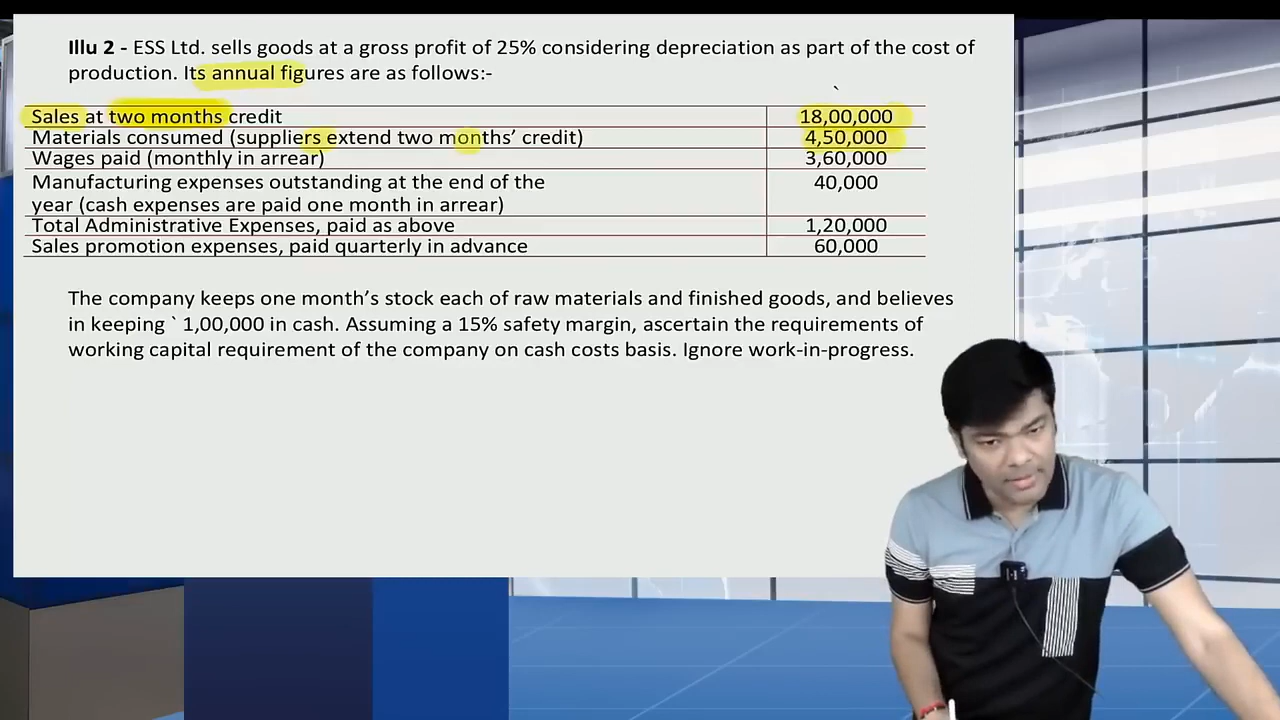 Illu 2 - ESS Ltd. sells goods at a gross profit of 25% considering depreciation as part of the cost of
production. Its annual figures are as follows:-
`
Sales at two months credit 18,00,000
Materials consumed (suppliers extend two months’ credit) 4,50,000
Wages paid (monthly in arrear) 3,60,000
Manufacturing expenses outstanding at the end of the 40,000
year (cash expenses are paid one month in arrear)
Total Administrative Expenses, paid as above 1,20,000
Sales promotion expenses, paid quarterly in advance 60,000
The company keeps one month’s stock each of raw materials and finished goods, and believes
in keeping ` 1,00,000 in cash. Assuming a 15% safety margin, ascertain the requirements of
working capital requirement of the company on cash costs basis. Ignore work-in-progress.